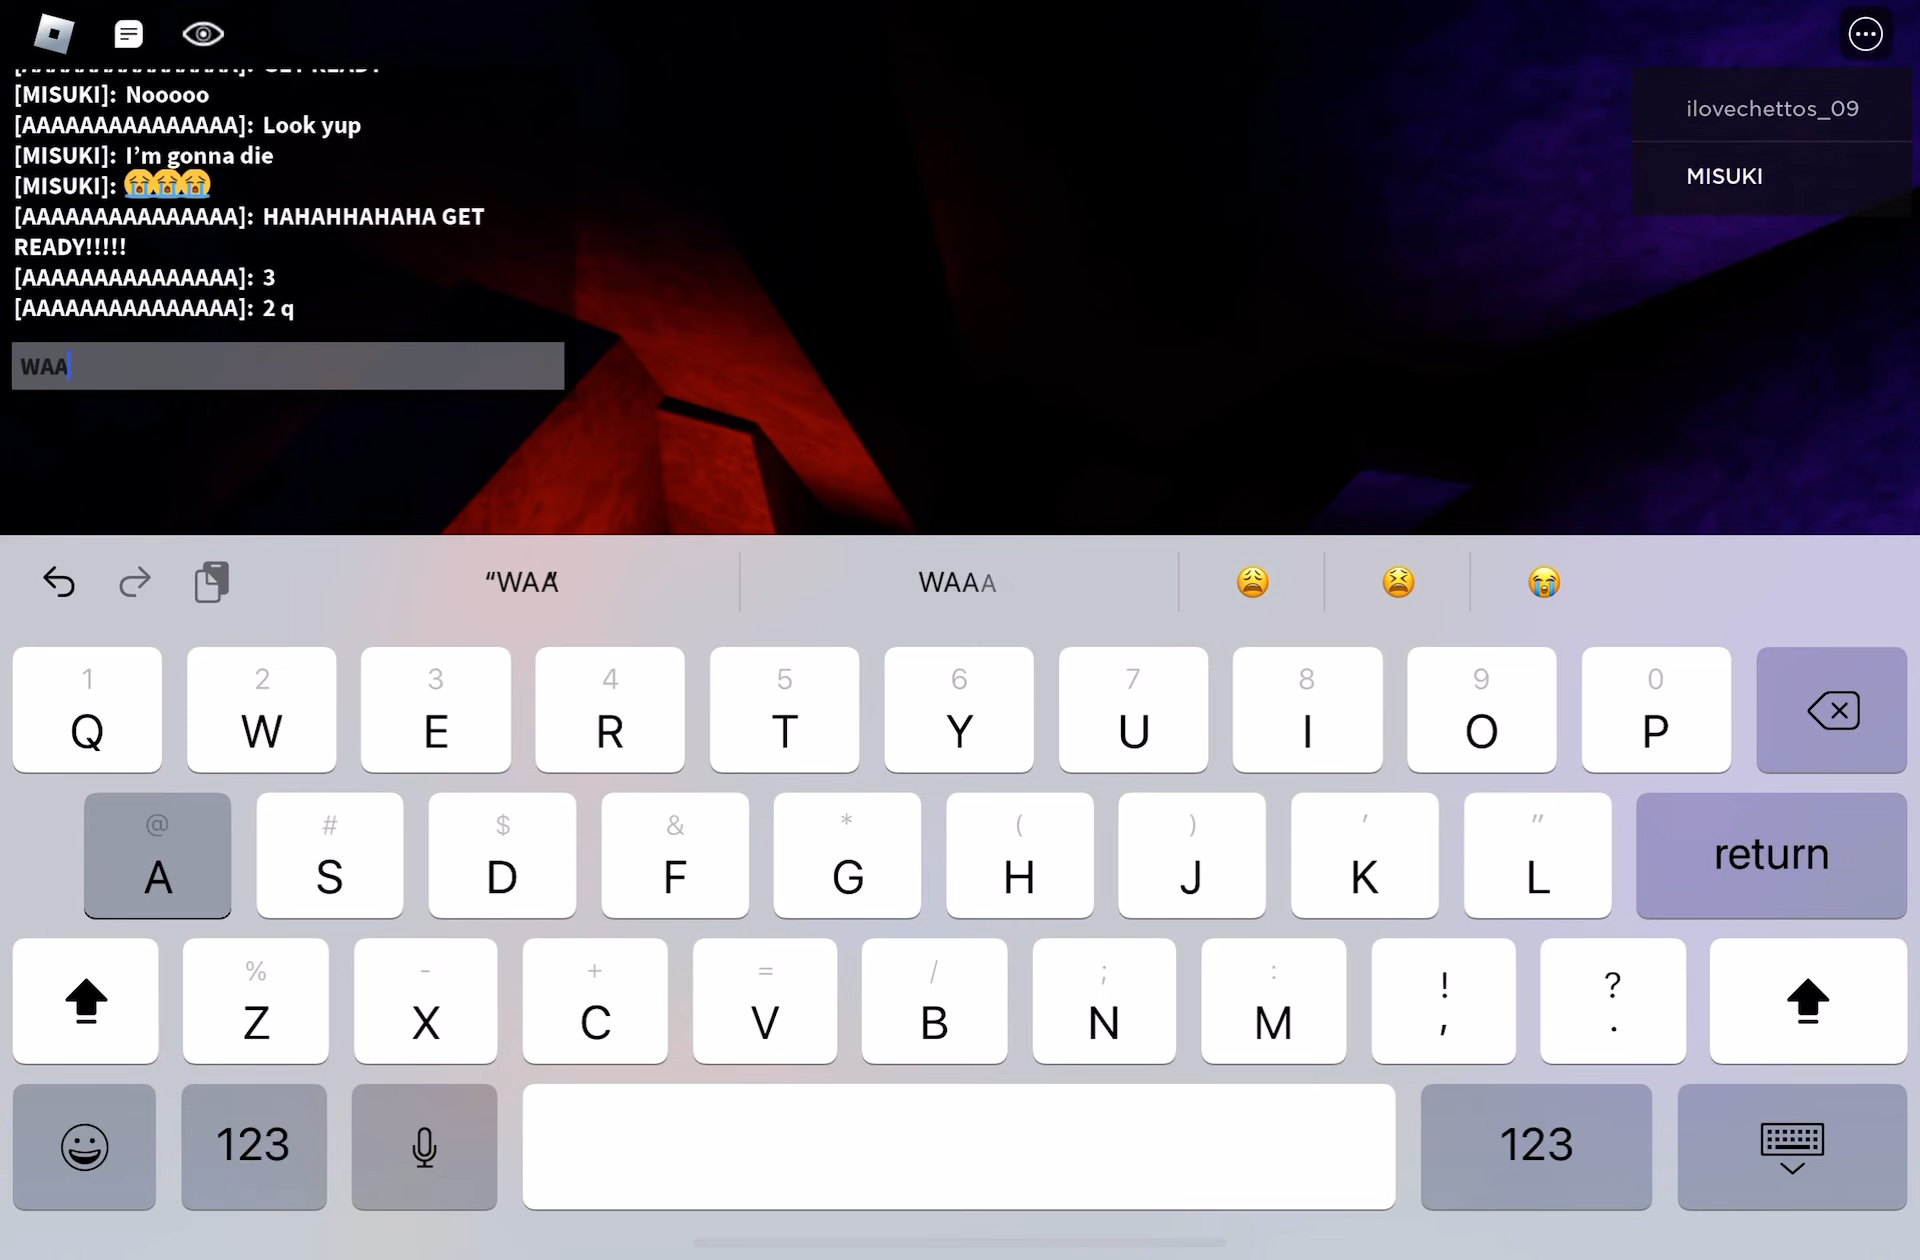 [MISUKI]: Nooooo
[AAAAAAAAAAAAAAA]: Look yup
[MISUKI]: I’m gonna die
[MISUKI]: 😭😭😭
[AAAAAAAAAAAAAAA]: HAHAHHAHAHA GET
READY!!!!!
[AAAAAAAAAAAAAAA]: 3
[AAAAAAAAAAAAAAA]: 2 q
WAA
ilovechettos_09
MISUKI
“WAA” WAAA 😩 😫 😭
1 2 3 4 5 6 7 8 9 0
Q W E R T Y U I O P
@ # $ & * ( ) ' "
A S D F G H J K L return
% - + = / ; : ! ?
Z X C V B N M , .
123 123